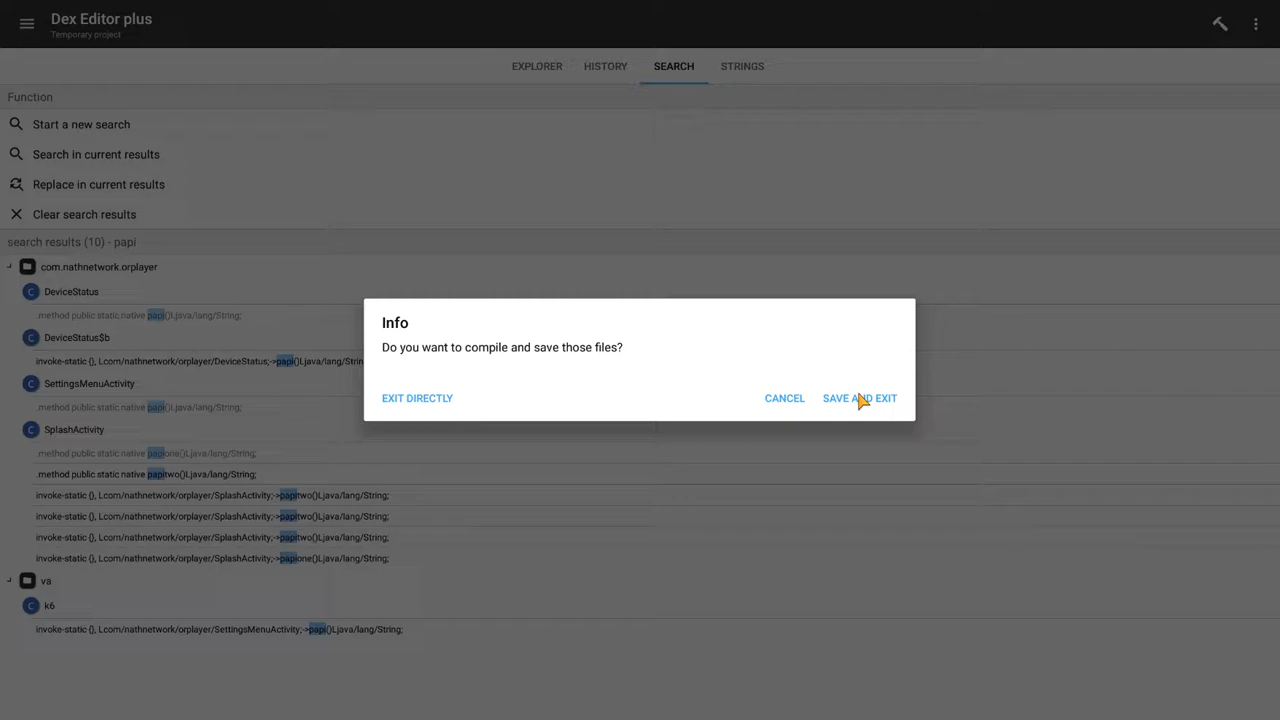 Dex Editor plus
Temporary project
EXPLORER HISTORY SEARCH STRINGS
Function
Start a new search
Search in current results
Replace in current results
Clear search results
search results (10) - papi
com.nathnetwork.orplayer
DeviceStatus
.method public static native papi()Ljava/lang/String;
DeviceStatus$b
invoke-static {}, Lcom/nathnetwork/orplayer/DeviceStatus;->papi()Ljava/lang/Strin
SettingsMenuActivity
.method public static native papi()Ljava/lang/String;
SplashActivity
.method public static native papione()Ljava/lang/String;
.method public static native papitwo()Ljava/lang/String;
invoke-static {}, Lcom/nathnetwork/orplayer/SplashActivity;->papitwo()Ljava/lang/String;
invoke-static {}, Lcom/nathnetwork/orplayer/SplashActivity;->papitwo()Ljava/lang/String;
invoke-static {}, Lcom/nathnetwork/orplayer/SplashActivity;->papitwo()Ljava/lang/String;
invoke-static {}, Lcom/nathnetwork/orplayer/SplashActivity;->papione()Ljava/lang/String;
va
k6
invoke-static {}, Lcom/nathnetwork/orplayer/SettingsMenuActivity;->papi()Ljava/lang/String;
Info
Do you want to compile and save those files?
EXIT DIRECTLY CANCEL SAVE AND EXIT